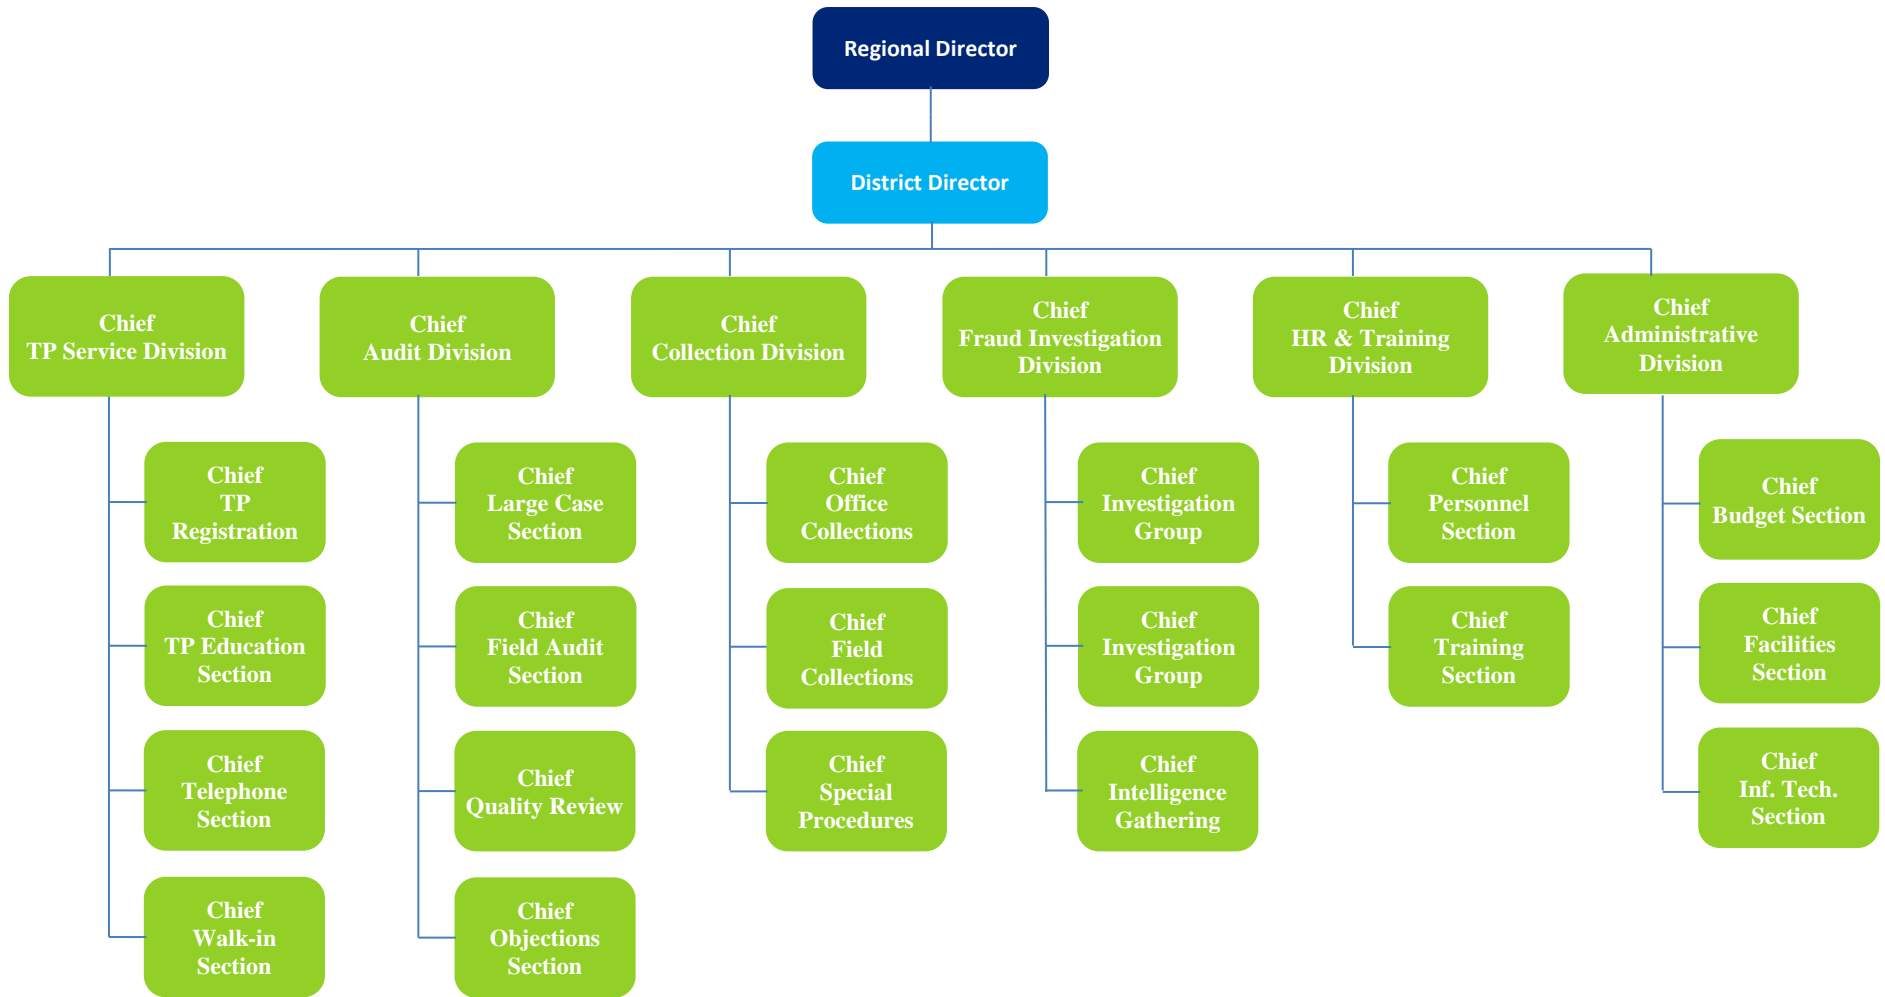 Regional Director
District Director
Chief
TP Service Division
Chief
Audit Division
Chief
Collection Division
Chief
Fraud Investigation
Division
Chief
HR & Training
Division
Chief
Administrative
Division
Chief
TP
Registration
Chief
Large Case
Section
Chief
Office
Collections
Chief
Investigation
Group
Chief
Personnel
Section
Chief
Budget Section
Chief
TP Education
Section
Chief
Field Audit
Section
Chief
Field
Collections
Chief
Investigation
Group
Chief
Training
Section
Chief
Facilities
Section
Chief
Telephone
Section
Chief
Quality Review
Chief
Special
Procedures
Chief
Intelligence
Gathering
Chief
Inf. Tech.
Section
Chief
Walk-in
Section
Chief
Objections
Section